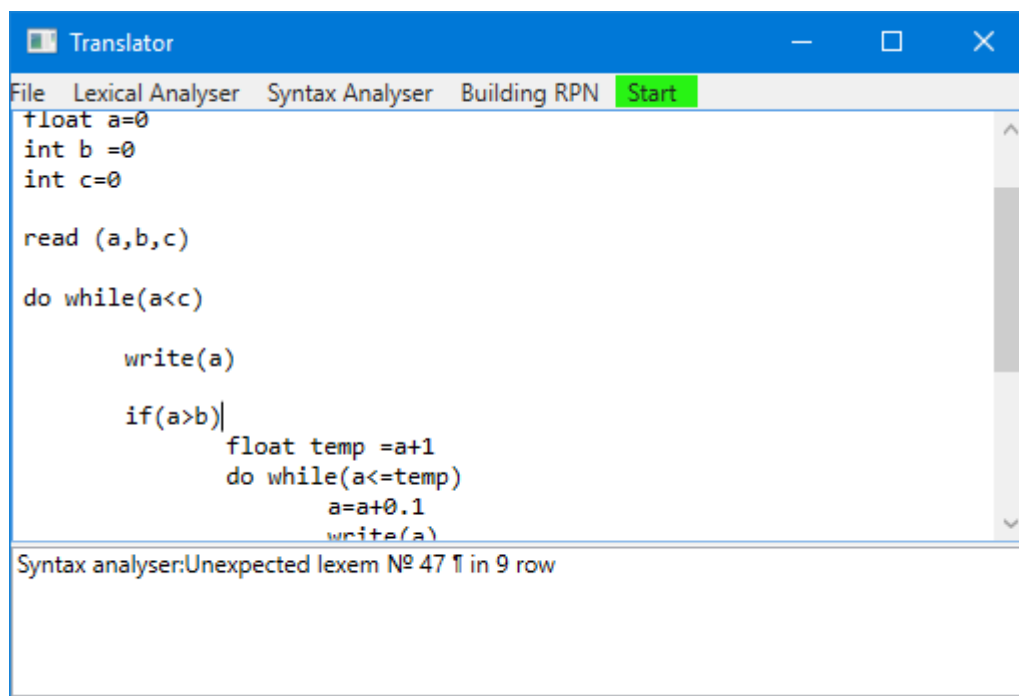 Translator
File Lexical Analyser Syntax Analyser Building RPN Start
float a=0
int b =0
int c=0
read (a,b,c)
do while(a<c)
write(a)
if(a>b)
float temp =a+1
do while(a<=temp)
a=a+0.1
write(a)
Syntax analyser:Unexpected lexem № 47 ¶ in 9 row